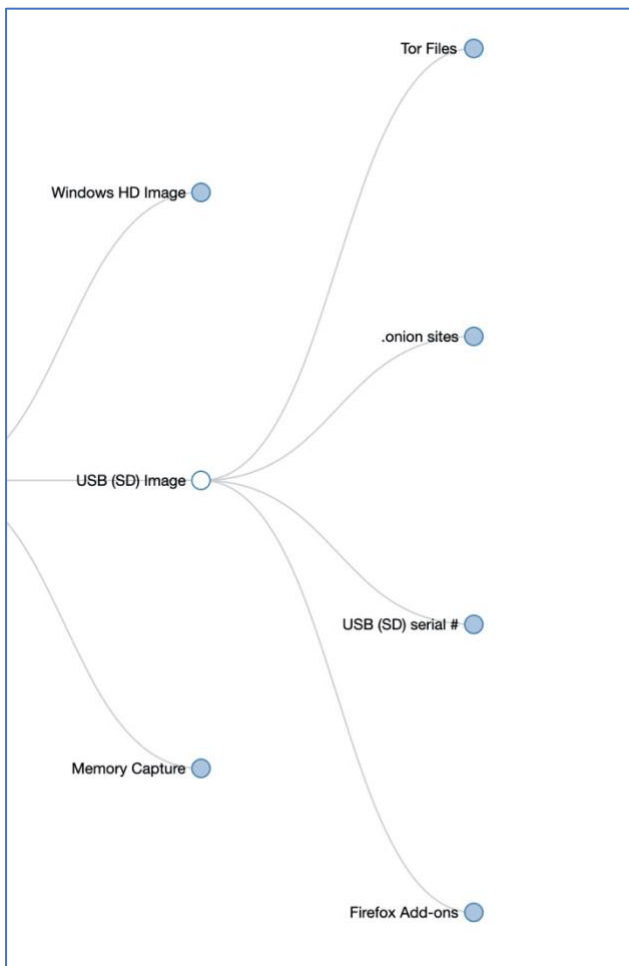 Tor Files
Windows HD Image
.onion sites
USB (SD) Image
USB (SD) serial #
Memory Capture
Firefox Add-ons